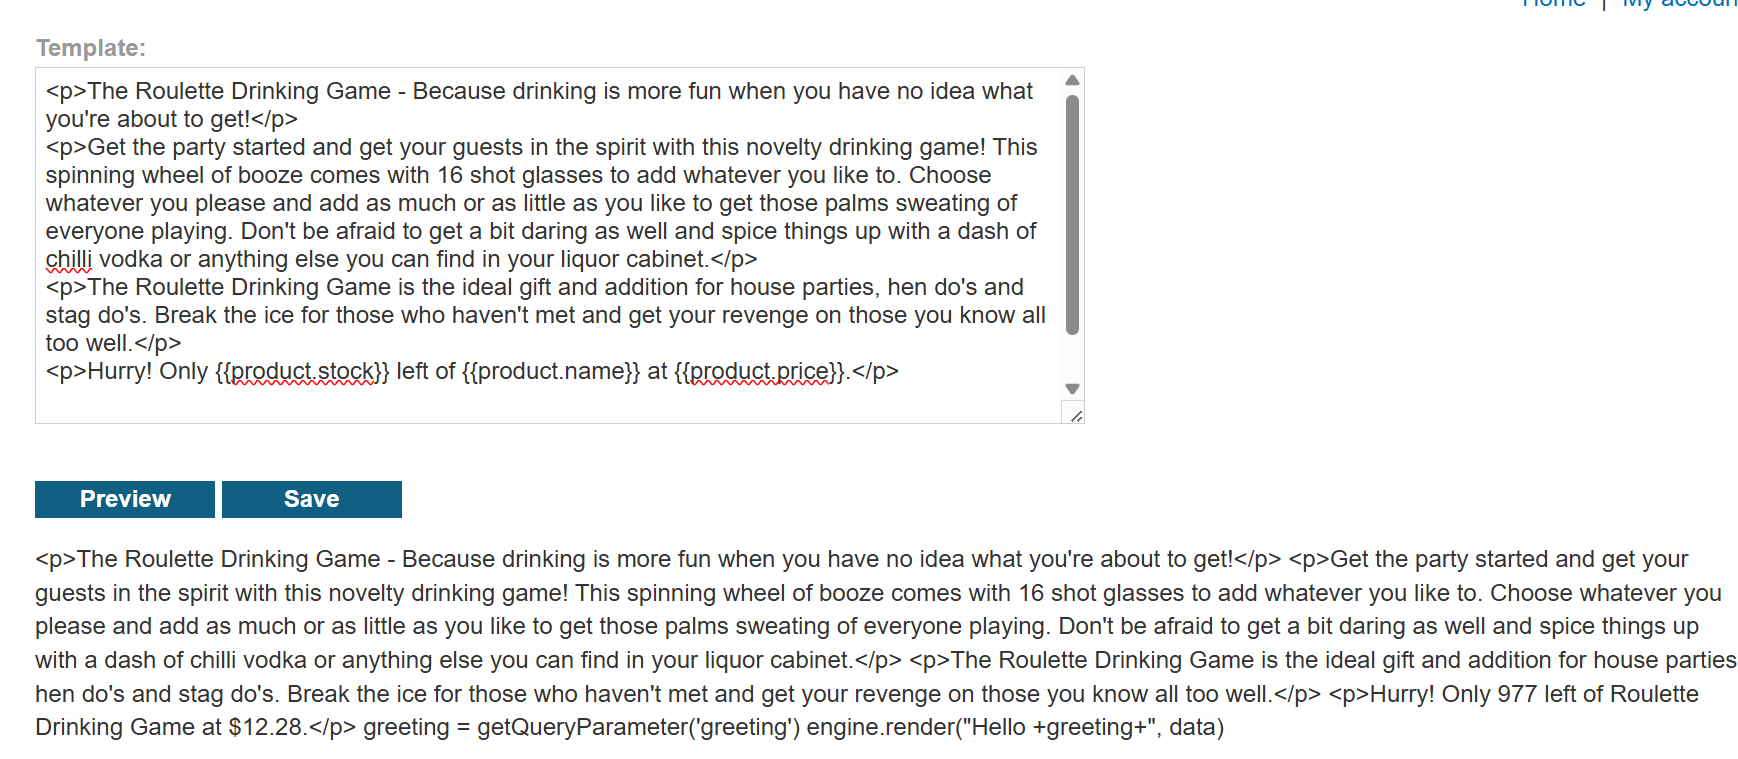 Home | My accoun
Template:
<p>The Roulette Drinking Game - Because drinking is more fun when you have no idea what
you're about to get!</p>
<p>Get the party started and get your guests in the spirit with this novelty drinking game! This
spinning wheel of booze comes with 16 shot glasses to add whatever you like to. Choose
whatever you please and add as much or as little as you like to get those palms sweating of
everyone playing. Don't be afraid to get a bit daring as well and spice things up with a dash of
chilli vodka or anything else you can find in your liquor cabinet.</p>
<p>The Roulette Drinking Game is the ideal gift and addition for house parties, hen do's and
stag do's. Break the ice for those who haven't met and get your revenge on those you know all
too well.</p>
<p>Hurry! Only {{product.stock}} left of {{product.name}} at {{product.price}}.</p>
Preview Save
<p>The Roulette Drinking Game - Because drinking is more fun when you have no idea what you're about to get!</p> <p>Get the party started and get your
guests in the spirit with this novelty drinking game! This spinning wheel of booze comes with 16 shot glasses to add whatever you like to. Choose whatever you
please and add as much or as little as you like to get those palms sweating of everyone playing. Don't be afraid to get a bit daring as well and spice things up
with a dash of chilli vodka or anything else you can find in your liquor cabinet.</p> <p>The Roulette Drinking Game is the ideal gift and addition for house parties
hen do's and stag do's. Break the ice for those who haven't met and get your revenge on those you know all too well.</p> <p>Hurry! Only 977 left of Roulette
Drinking Game at $12.28.</p> greeting = getQueryParameter('greeting') engine.render("Hello +greeting+", data)